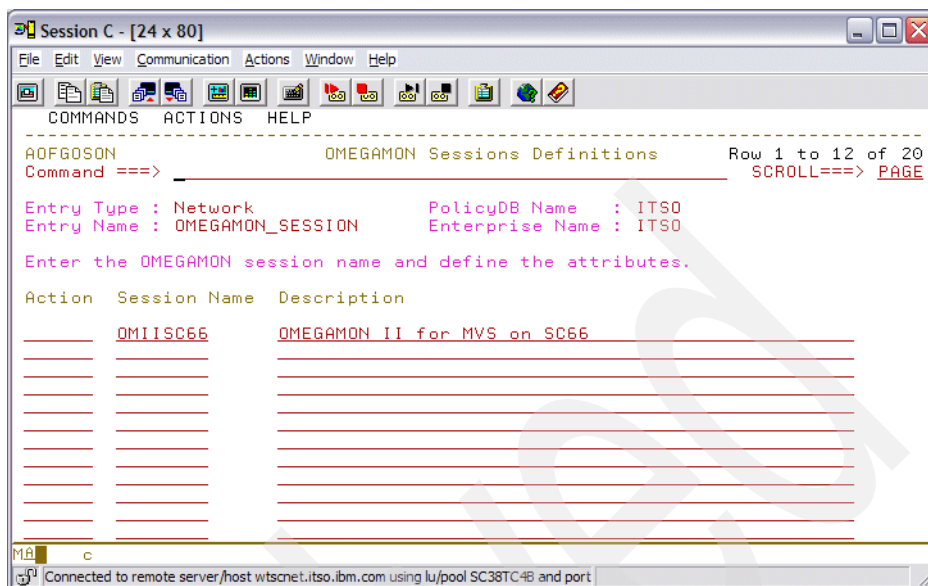 Session C - [24 x 80]
File Edit View Communication Actions Window Help
COMMANDS ACTIONS HELP
AOFGOSON OMEGAMON Sessions Definitions Row 1 to 12 of 20
Command ===> SCROLL===> PAGE
Entry Type : Network PolicyDB Name : ITSO
Entry Name : OMEGAMON_SESSION Enterprise Name : ITSO
Enter the OMEGAMON session name and define the attributes.
Action Session Name Description
OMIISC66 OMEGAMON II for MVS on SC66
MA c
Connected to remote server/host wtscnet.itso.ibm.com using lu/pool SC38TC4B and port